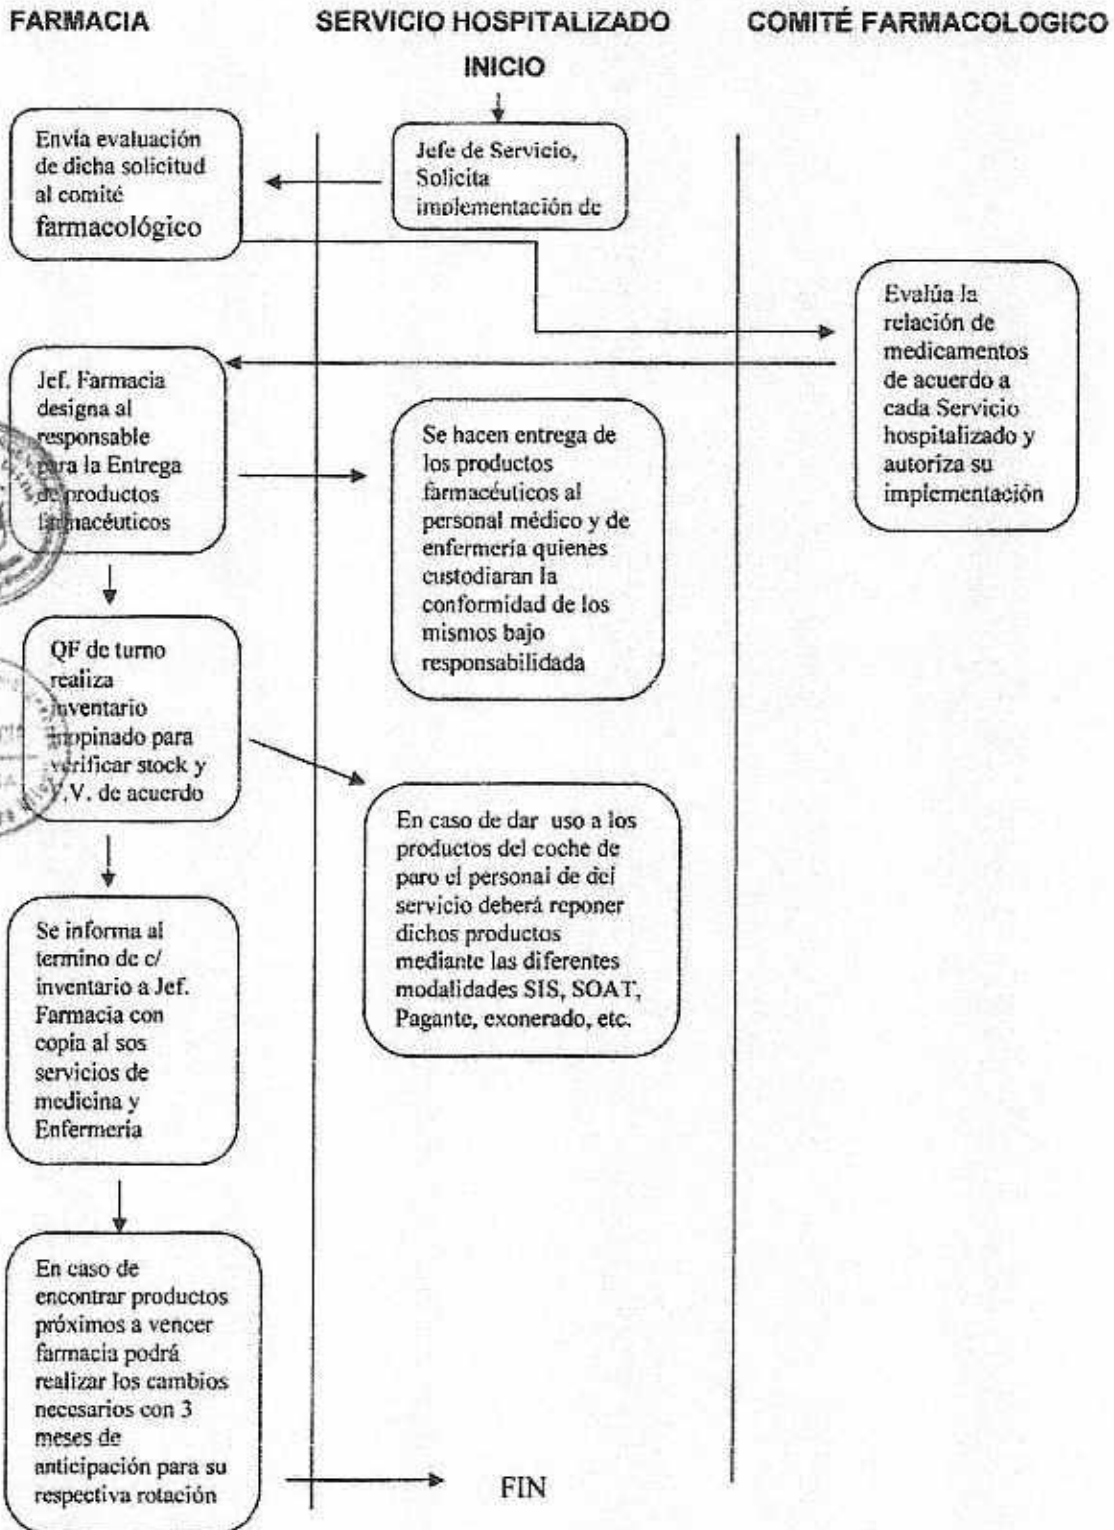 FARMACIA
SERVICIO HOSPITALIZADO
COMITÉ FARMACOLOGICO
INICIO
Jefe de Servicio,
Solicita
implementación de
Envía evaluación
de dicha solicitud
al comité
farmacológico
Evalúa la
relación de
medicamentos
de acuerdo a
cada Servicio
hospitalizado y
autoriza su
implementación
Jef. Farmacia
designa al
responsable
para la Entrega
de productos
farmacéuticos
Se hacen entrega de
los productos
farmacéuticos al
personal médico y de
enfermería quienes
custodiaran la
conformidad de los
mismos bajo
responsabilidada
QF de turno
realiza
inventario
inopinado para
verificar stock y
F.V. de acuerdo
En caso de dar uso a los
productos del coche de
paro el personal de del
servicio deberá reponer
dichos productos
mediante las diferentes
modalidades SIS, SOAT,
Pagante, exonerado, etc.
Se informa al
termino de c/
inventario a Jef.
Farmacia con
copia al sos
servicios de
medicina y
Enfermería
En caso de
encontrar productos
próximos a vencer
farmacia podrá
realizar los cambios
necesarios con 3
meses de
anticipación para su
respectiva rotación
FIN